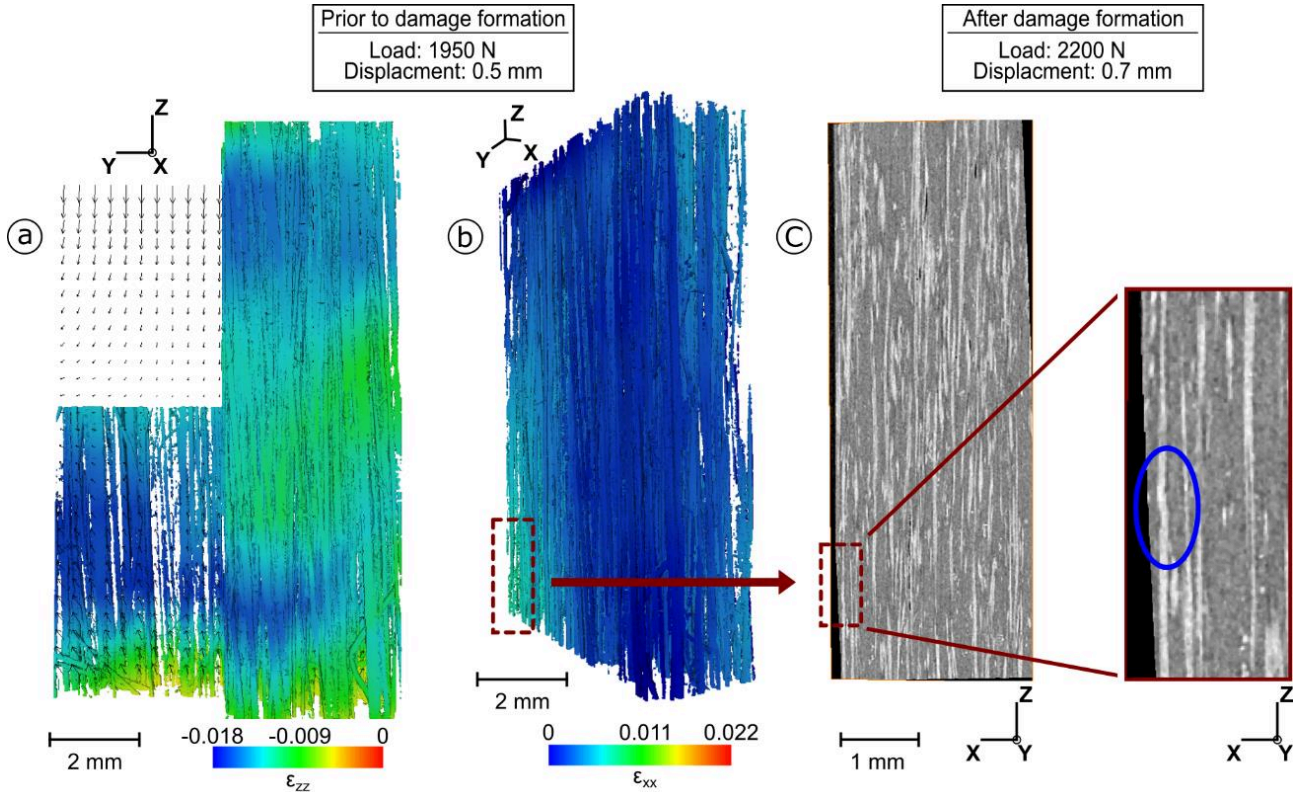 Prior to damage formation
Load: 1950 N
Displacment: 0.5 mm
After damage formation
Load: 2200 N
Displacment: 0.7 mm
a
Z
Y
X
2 mm
-0.018
-0.009
0
εzz
b
Z
Y
X
2 mm
0
0.011
0.022
εxx
c
1 mm
Z
X
Y
Z
X
Y